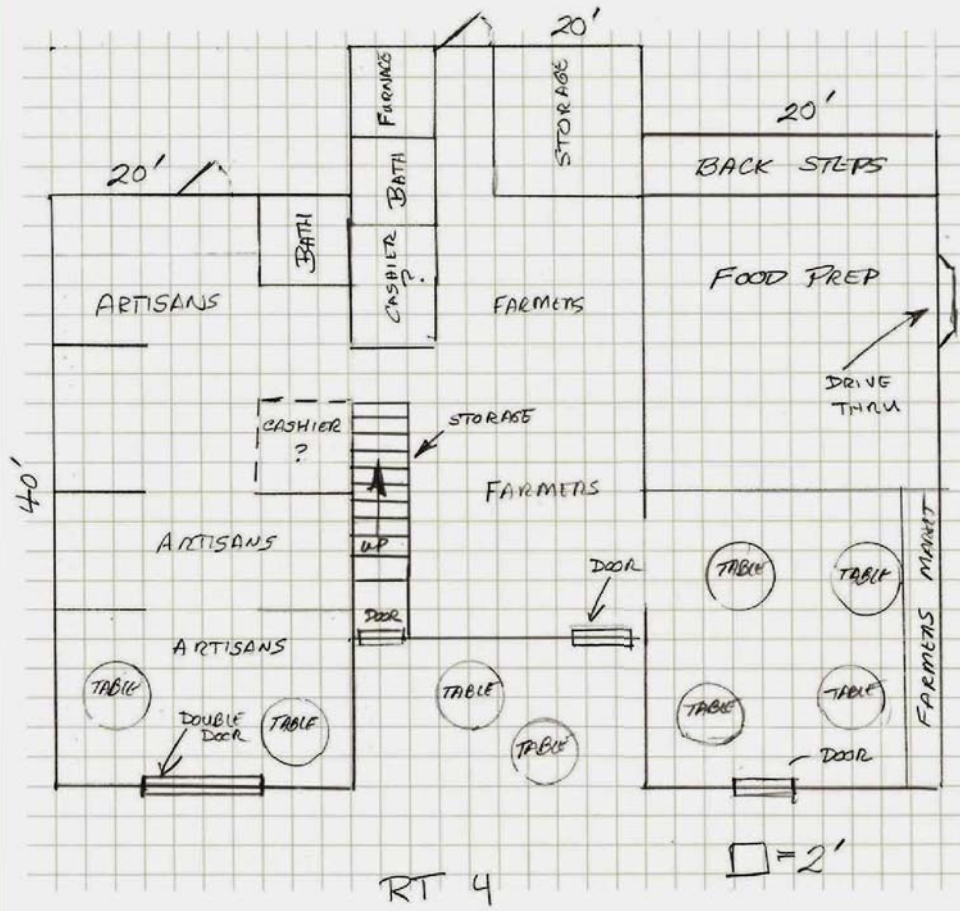 20'
20'
20'
FURNACE
STORAGE
BATH
BACK STEPS
BATH
CASHIER
?
ARTISANS
FARMERS
FOOD PREP
DRIVE
THRU
CASHIER
?
STORAGE
40'
FARMERS
UP
ARTISANS
DOOR
TABLE
TABLE
FARMERS MARKET
DOOR
ARTISANS
TABLE
DOUBLE
DOOR
TABLE
TABLE
TABLE
TABLE
TABLE
DOOR
RT 4
= 2'